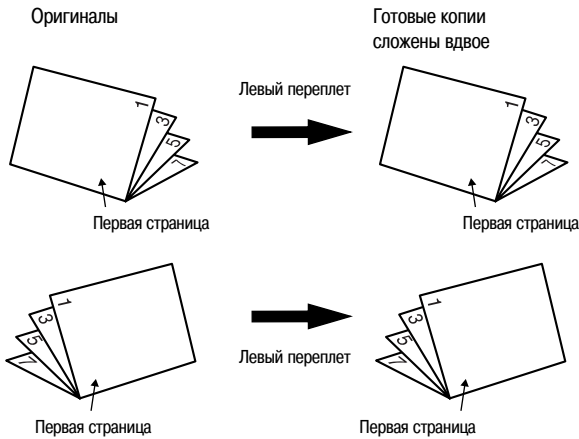 Оригиналы
Готовые копии
сложены вдвое
Левый переплет
1
3
5
7
1
3
5
7
Первая страница
Первая страница
1
3
5
7
1
3
5
7
Левый переплет
Первая страница
Первая страница